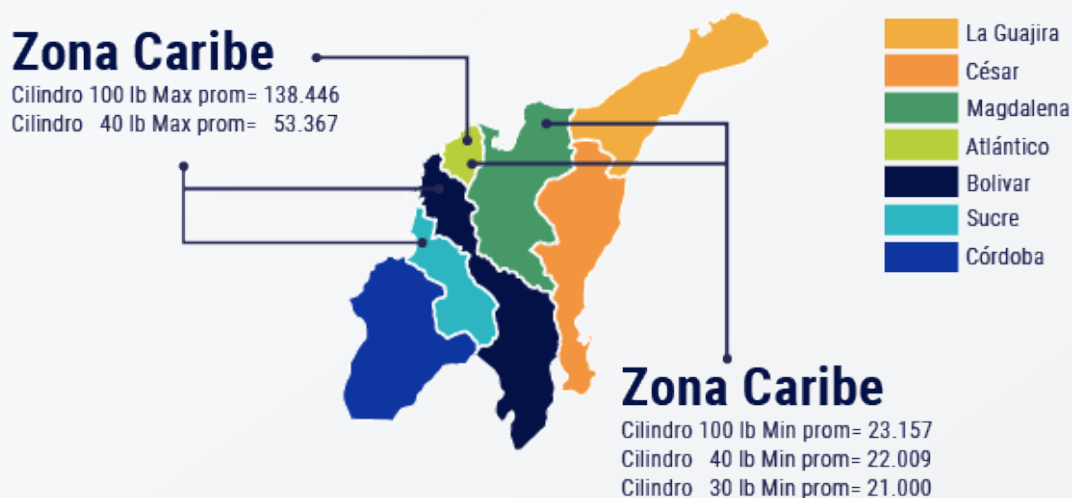 Zona Caribe
Cilindro 100 lb Max prom= 138.446
Cilindro 40 lb Max prom= 53.367
La Guajira
César
Magdalena
Atlántico
Bolivar
Sucre
Córdoba
Zona Caribe
Cilindro 100 lb Min prom= 23.157
Cilindro 40 lb Min prom= 22.009
Cilindro 30 lb Min prom= 21.000